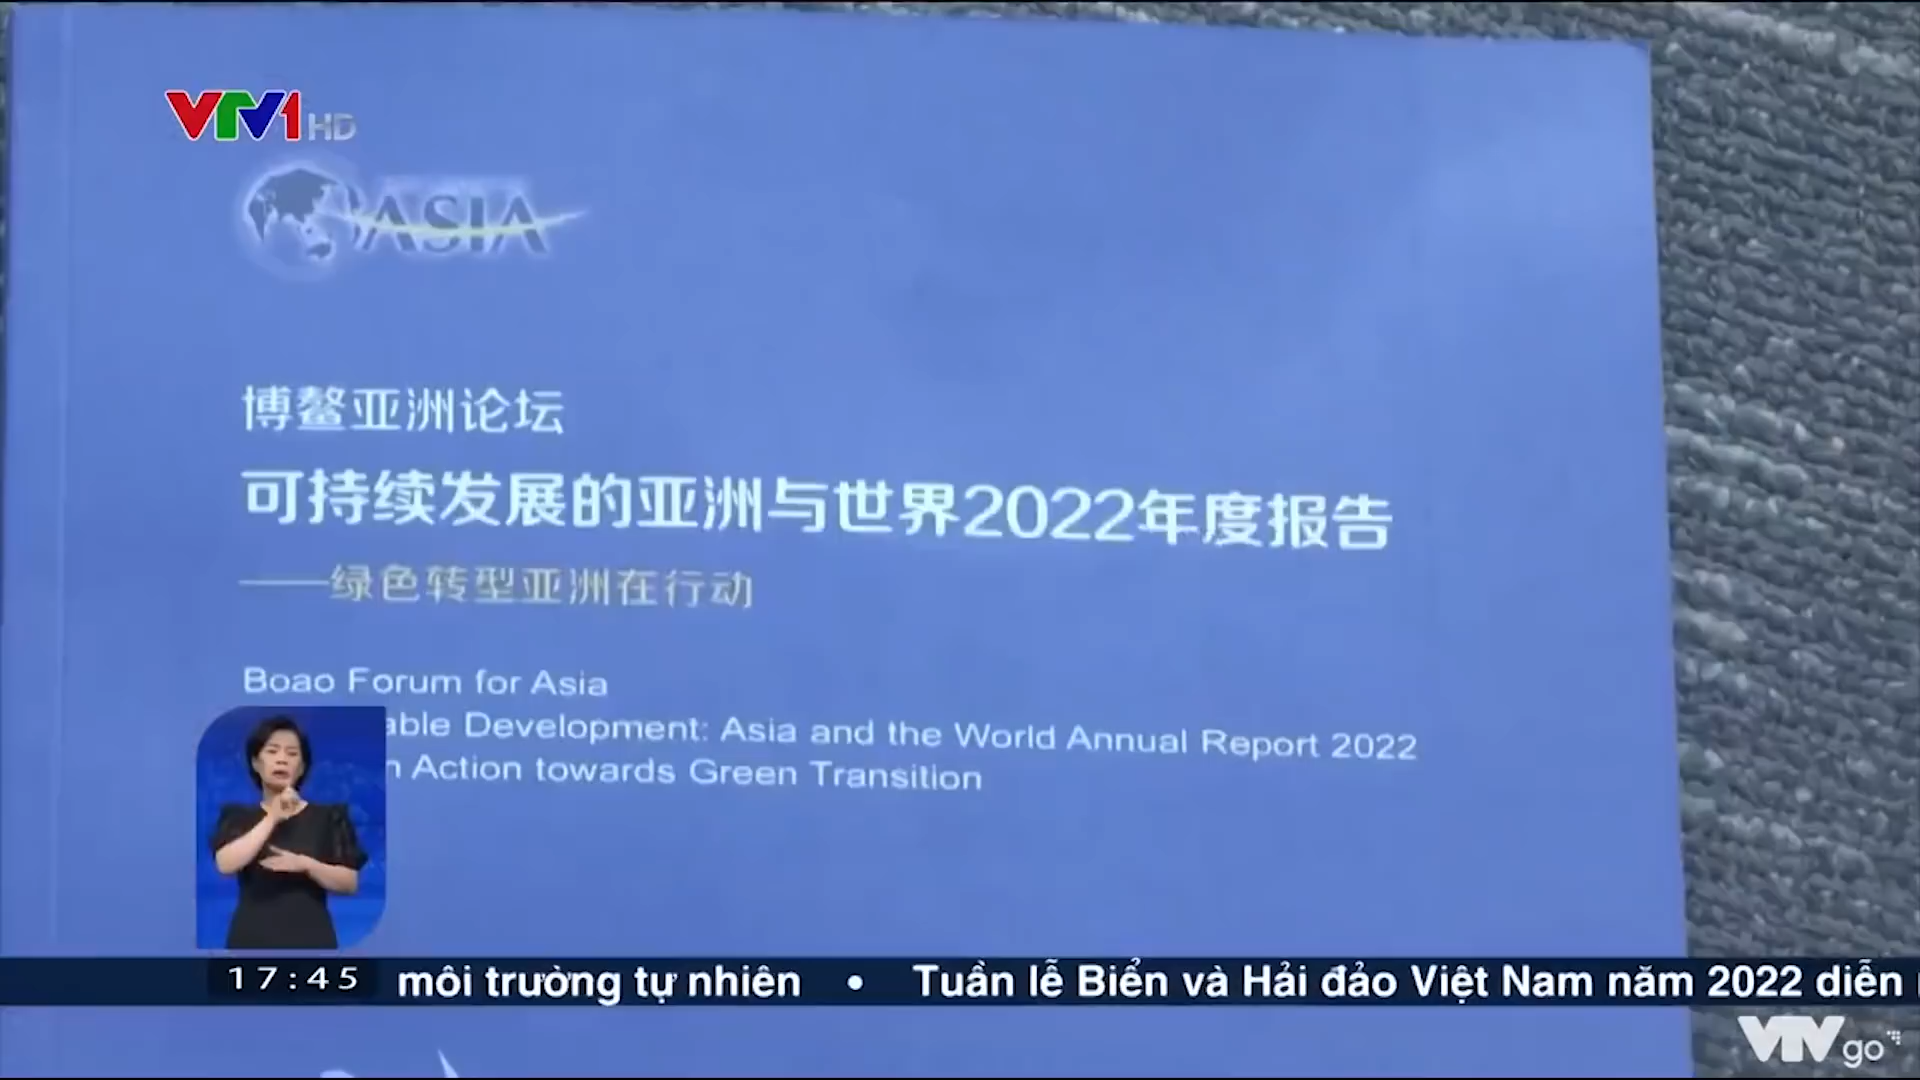 VTV1 HD
ASIA
博鳌亚洲论坛
可持续发展的亚洲与世界2022年度报告
——绿色转型亚洲在行动
Boao Forum for Asia
able Development: Asia and the World Annual Report 2022
n Action towards Green Transition
17:45 môi trường tự nhiên • Tuần lễ Biển và Hải đảo Việt Nam năm 2022 diễn
VTV go